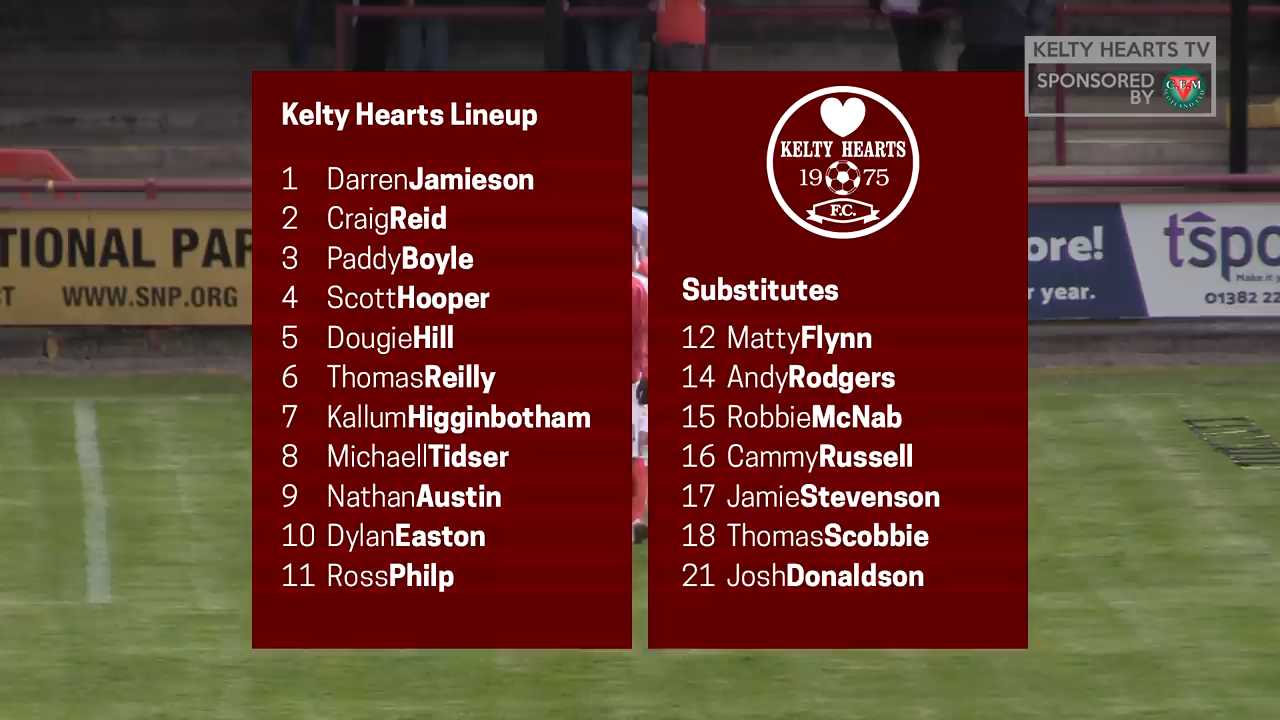 KELTY HEARTS TV
SPONSORED
BY
C.E.M
Kelty Hearts Lineup
1 DarrenJamieson
2 CraigReid
3 PaddyBoyle
4 ScottHooper
5 DougieHill
6 ThomasReilly
7 KallumHigginbotham
8 MichaellTidser
9 NathanAustin
10 DylanEaston
11 RossPhilp
KELTY HEARTS
19 75
F.C.
Substitutes
12 MattyFlynn
14 AndyRodgers
15 RobbieMcNab
16 CammyRussell
17 JamieStevenson
18 ThomasScobbie
21 JoshDonaldson
TIONAL PAR
WWW.SNP.ORG
ore!
r year.
tspo
Make it y
01382 22